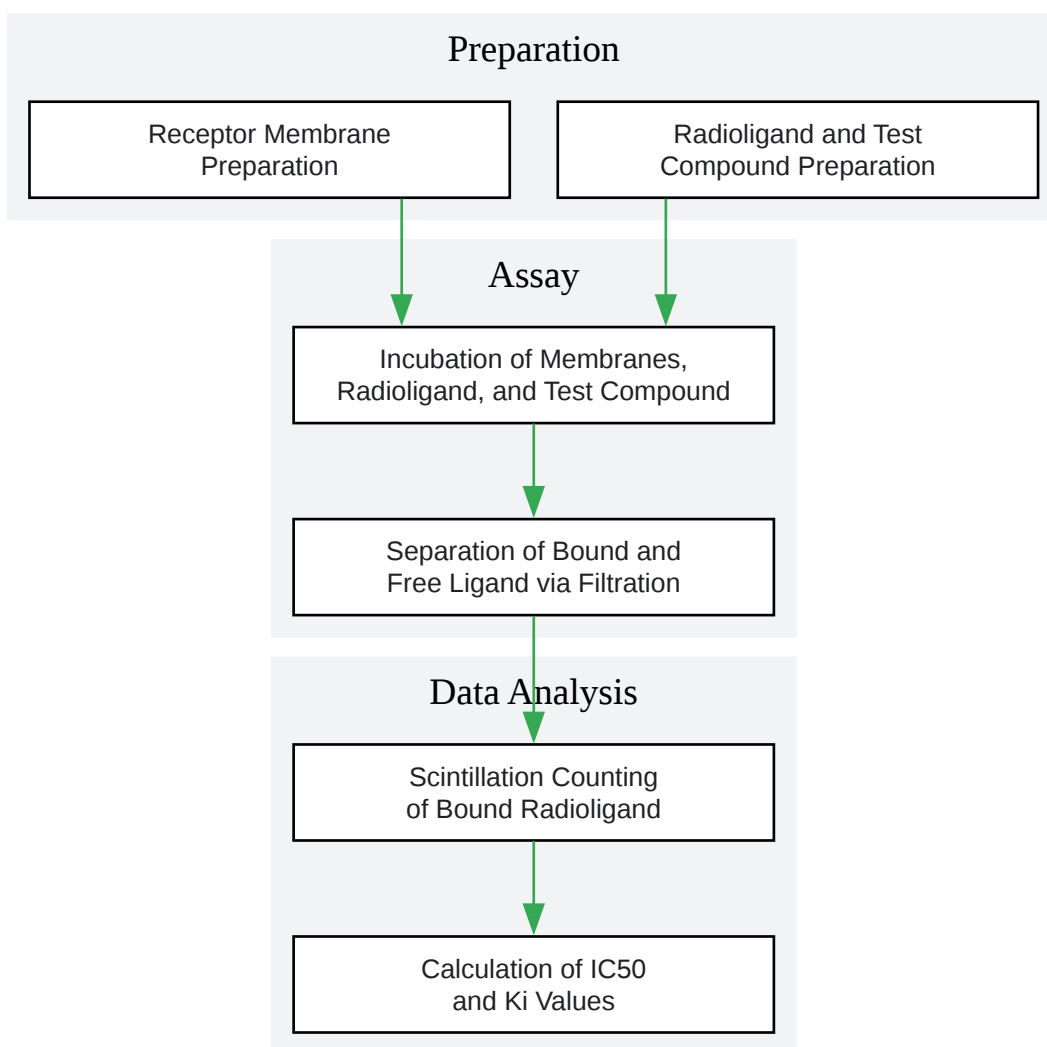 Preparation
Receptor Membrane
Preparation
Radioligand and Test
Compound Preparation
Assay
Incubation of Membranes,
Radioligand, and Test Compound
Separation of Bound and
Free Ligand via Filtration
Data Analysis
Scintillation Counting
of Bound Radioligand
Calculation of IC50
and Ki Values